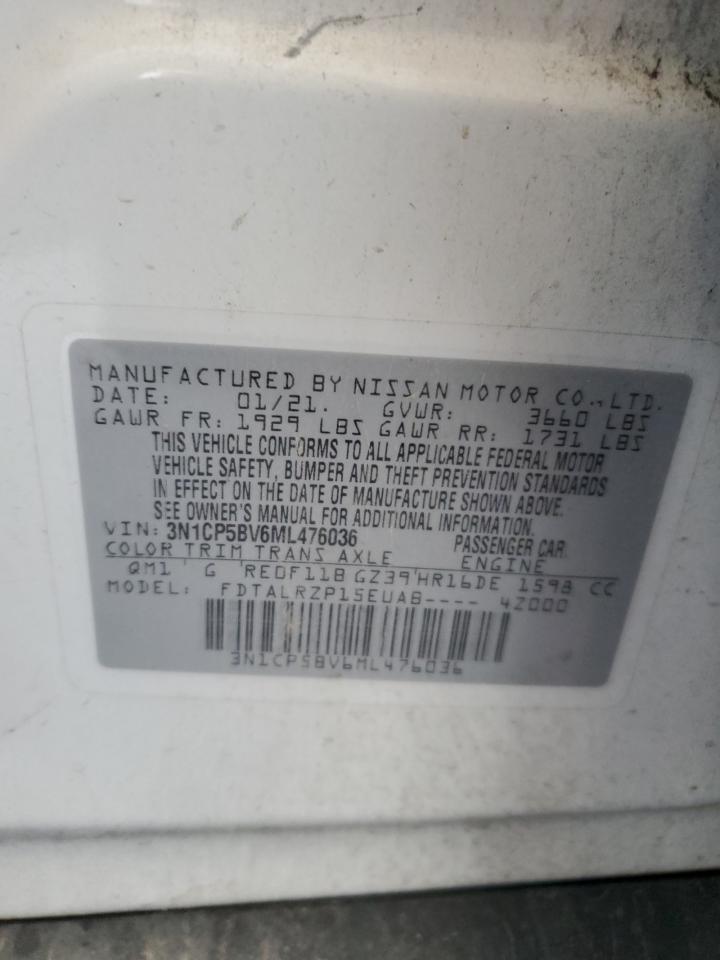 MANUFACTURED BY NISSAN MOTOR CO., LTD.
DATE: 01/21. GVWR: 3660 LBS
GAWR FR: 1929 LBS GAWR RR: 1731 LBS
THIS VEHICLE CONFORMS TO ALL APPLICABLE FEDERAL MOTOR
VEHICLE SAFETY, BUMPER AND THEFT PREVENTION STANDARDS
IN EFFECT ON THE DATE OF MANUFACTURE SHOWN ABOVE.
SEE OWNER'S MANUAL FOR ADDITIONAL INFORMATION.
VIN: 3N1CP5BV6ML476036 PASSENGER CAR
COLOR TRIM TRANS AXLE ENGINE
QM1 ' G 'RE0F11B GZ39'HR16DE 1598 CC
MODEL: FDTALRZP15EUAB---- 4Z000
3N1CP5BV6ML476036